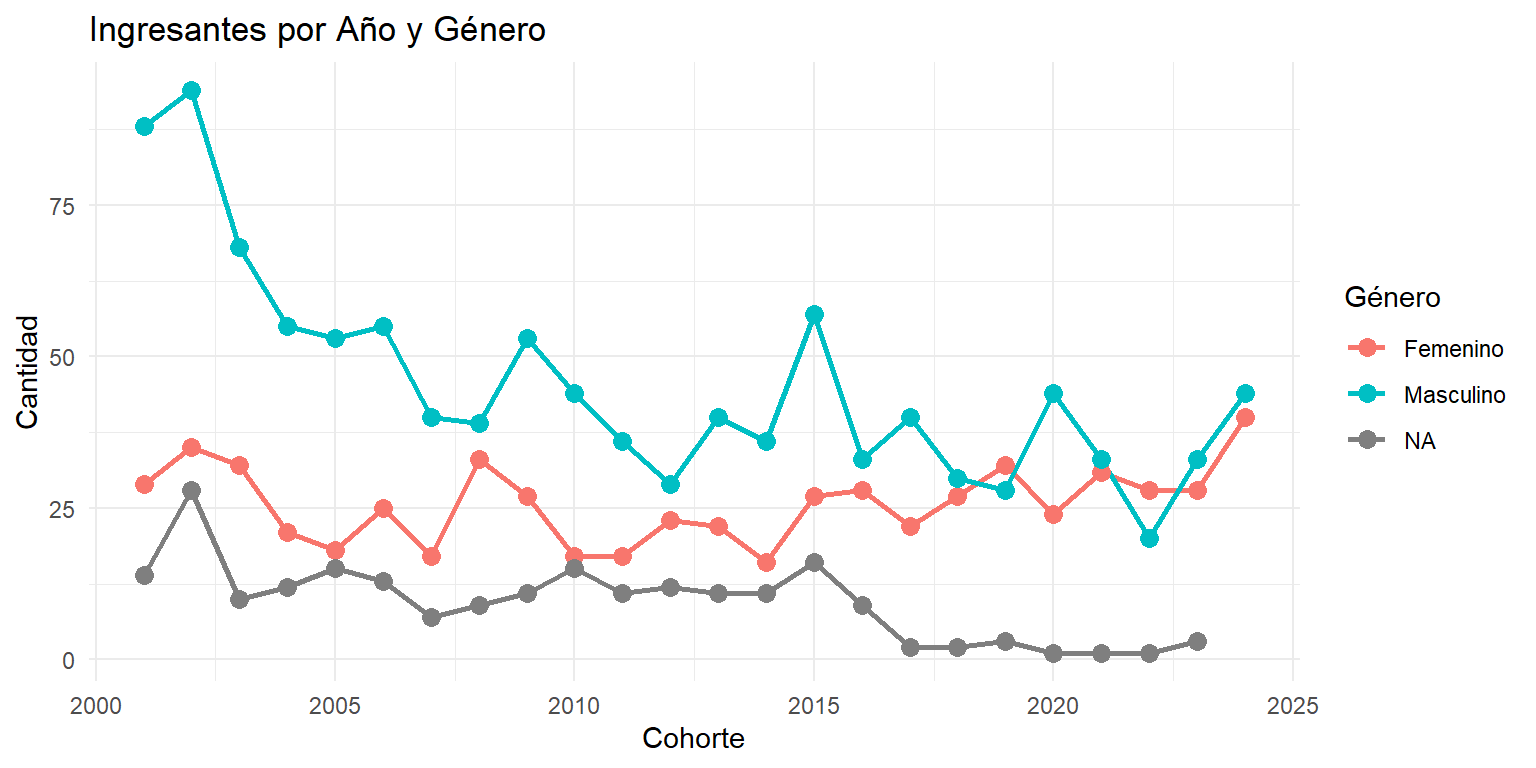 Ingresantes por Año y Género
75
50
25
0
Cantidad
2000 2005 2010 2015 2020 2025
Cohorte
Género
Femenino
Masculino
NA